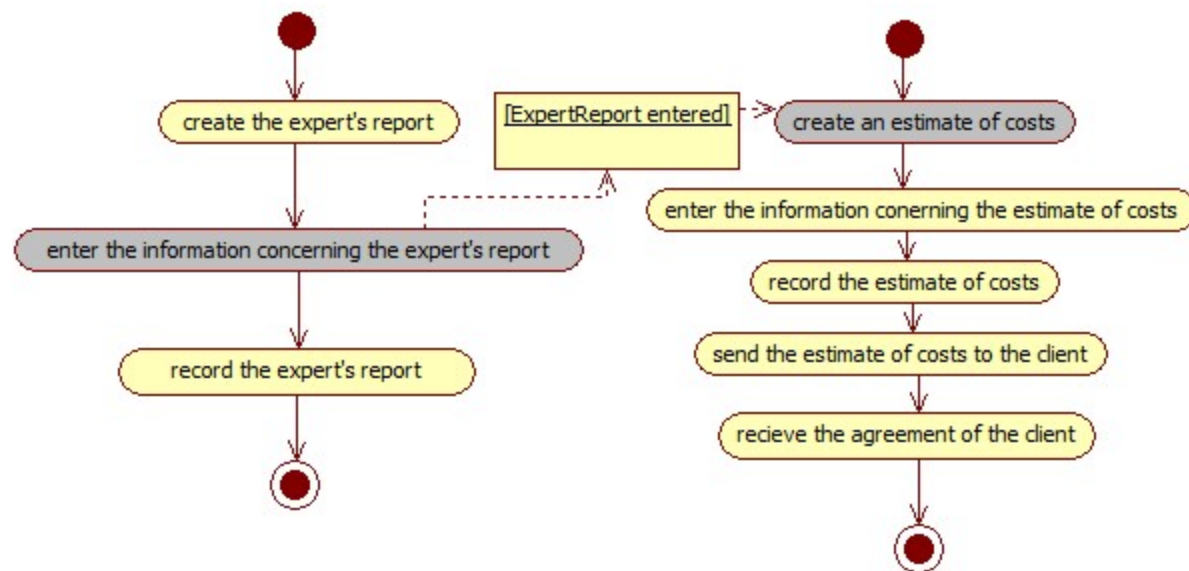 create the expert's report
enter the information concerning the expert's report
record the expert's report
[ExpertReport entered]
create an estimate of costs
enter the information conerning the estimate of costs
record the estimate of costs
send the estimate of costs to the client
recieve the agreement of the client